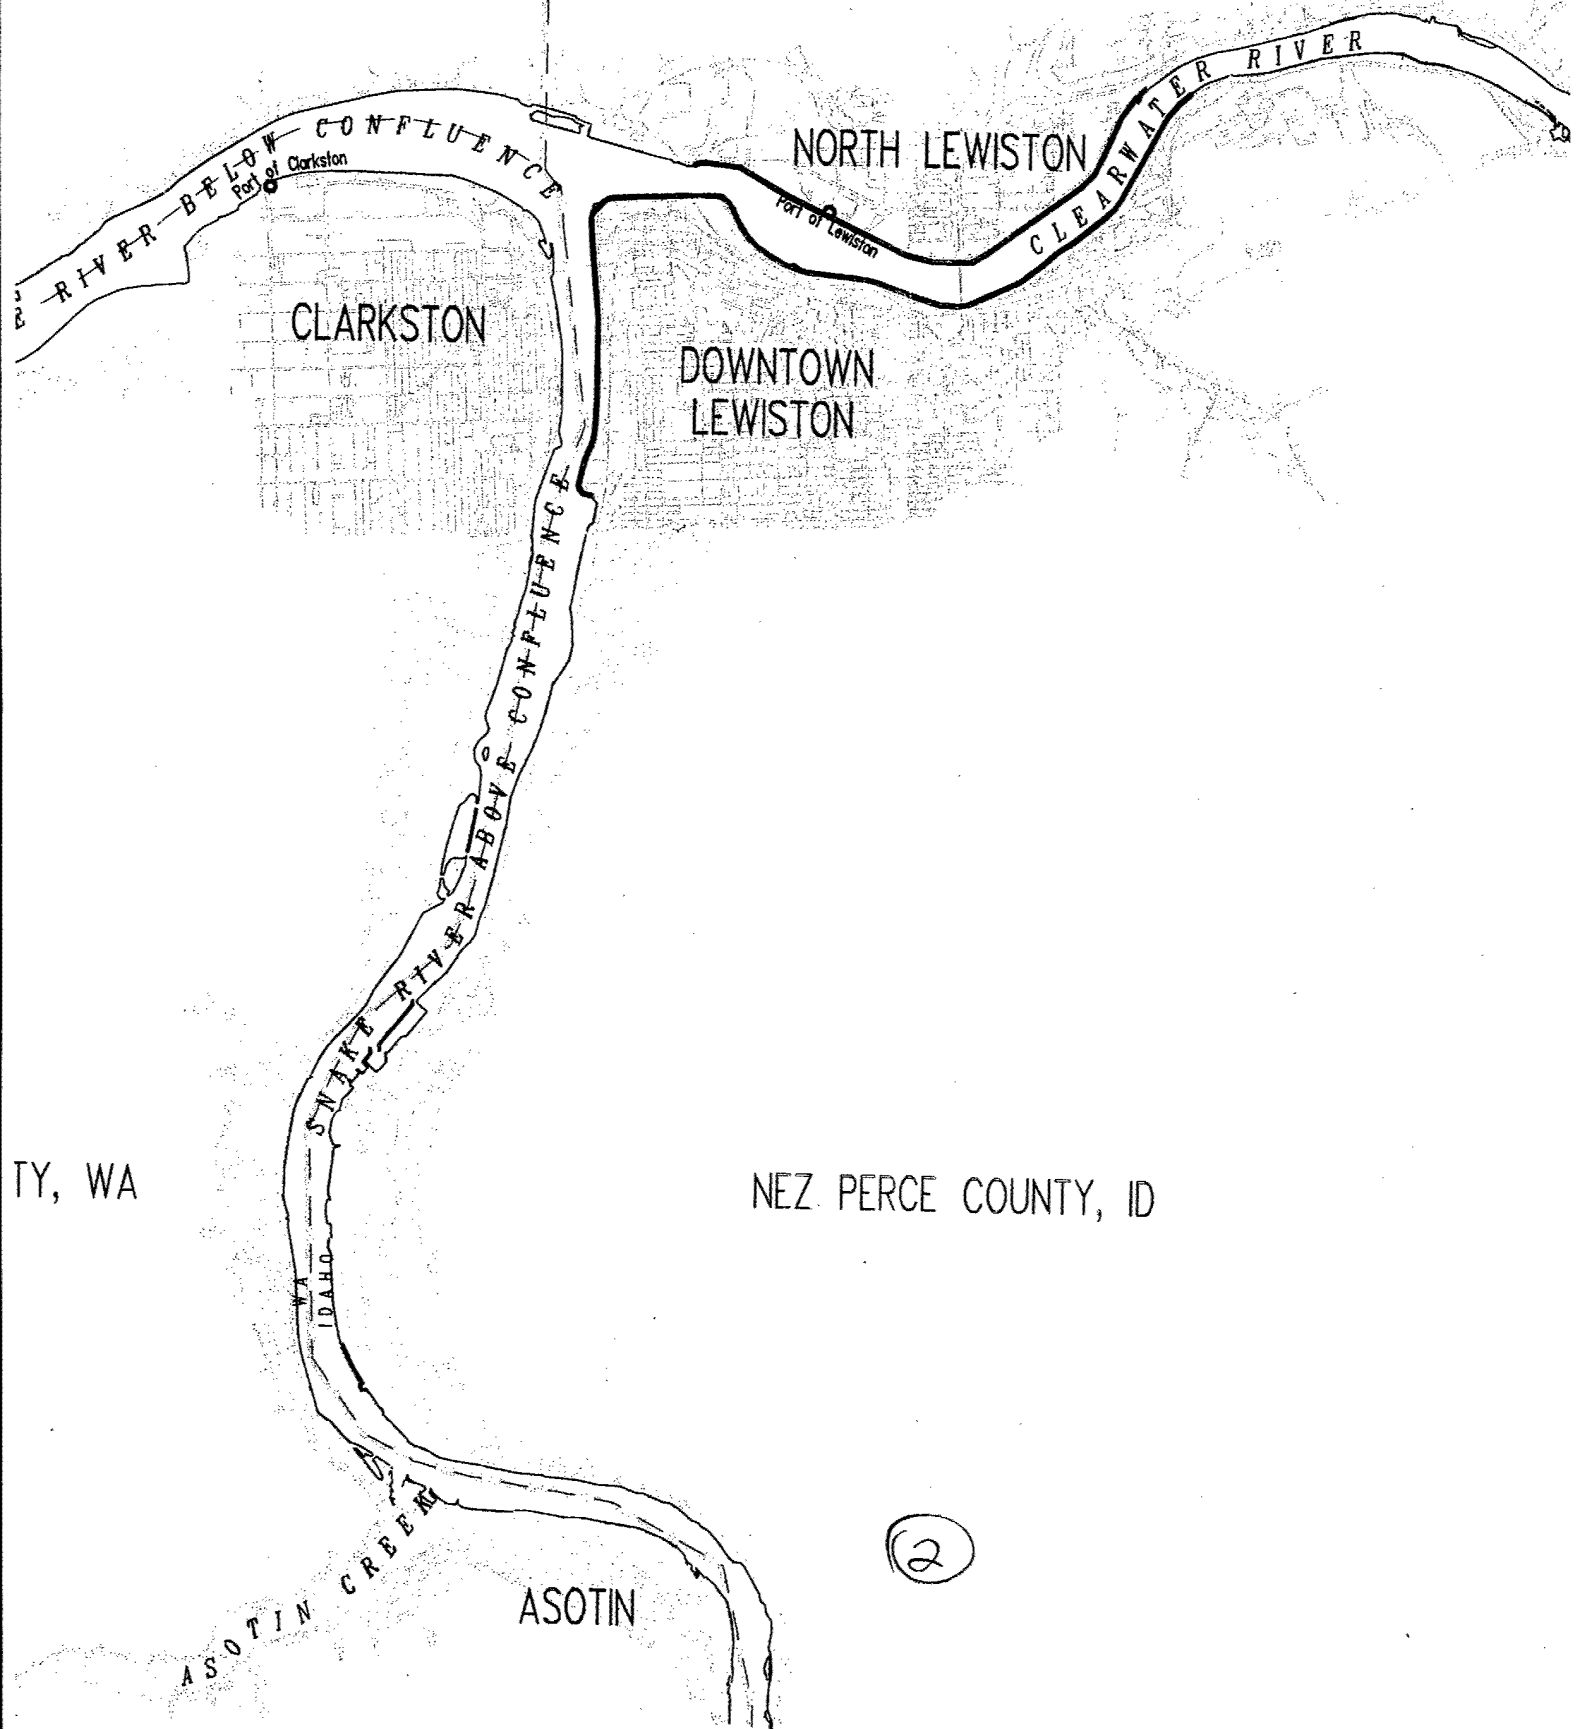 CLEARWATER RIVER
NORTH LEWISTON
RIVER BELOW CONFLUENCE
Port of Clarkston
Port of Lewiston
CLARKSTON
DOWNTOWN
LEWISTON
SNAKE RIVER ABOVE CONFLUENCE
TY, WA
NEZ PERCE COUNTY, ID
WA
IDAHO
ASOTIN CREEK
ASOTIN
2